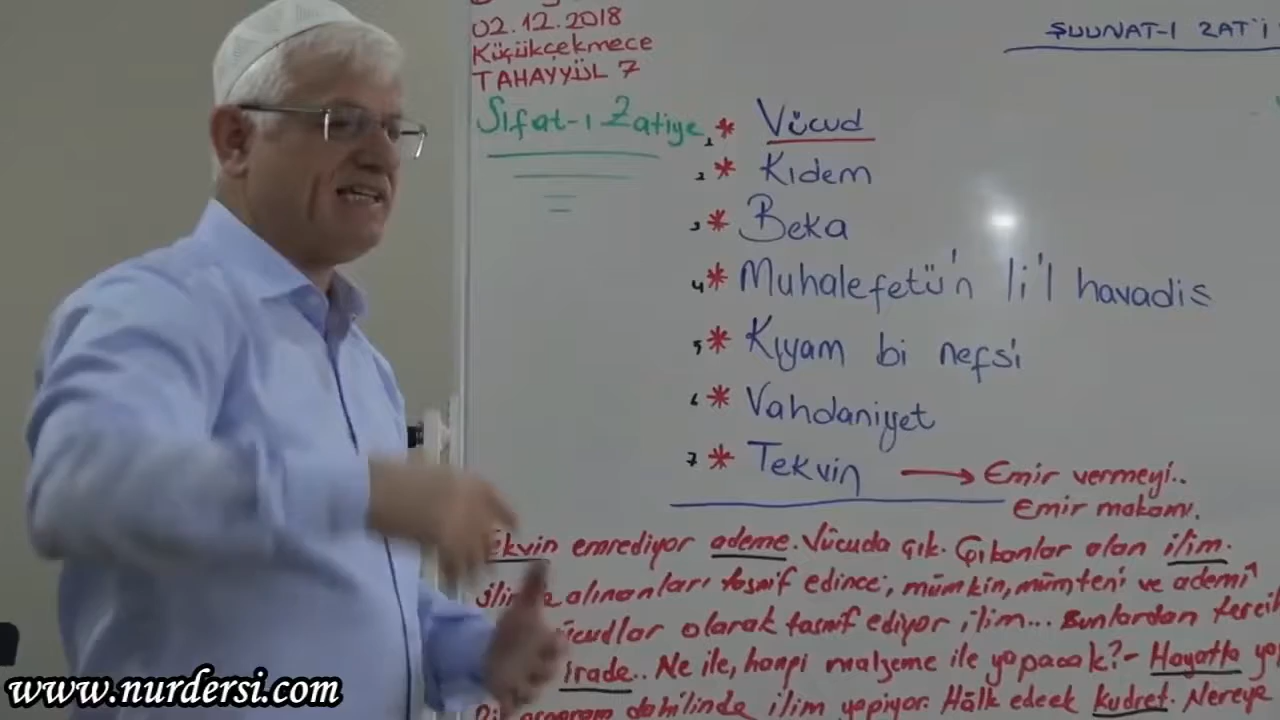 02.12.2018
Küçükçekmece
TAHAYYÜL 7
ŞUUNAT-I ZAT'İ
Sıfat-ı Zatiye
1 * Vücud
2 * Kıdem
3 * Beka
4 * Muhalefetü'n li'l havadis
5 * Kıyam bi nefsi
6 * Vahdaniyet
7 * Tekvin → Emir vermeyi..
Emir makamı.
ekvin emrediyor ademe. Vücuda çık. Çıkanlar olan ilim.
alınanları tasnif edince, mümkin, mümteni ve ademi
ücudlar olarak tasnif ediyor ilim... Bunlardan
İrade.. Ne ile, hangi malzeme ile yapacak?- Hayatla
program dahilinde ilim yapıyor. Hâlk edecek kudret. Nereye
www.nurdersi.com